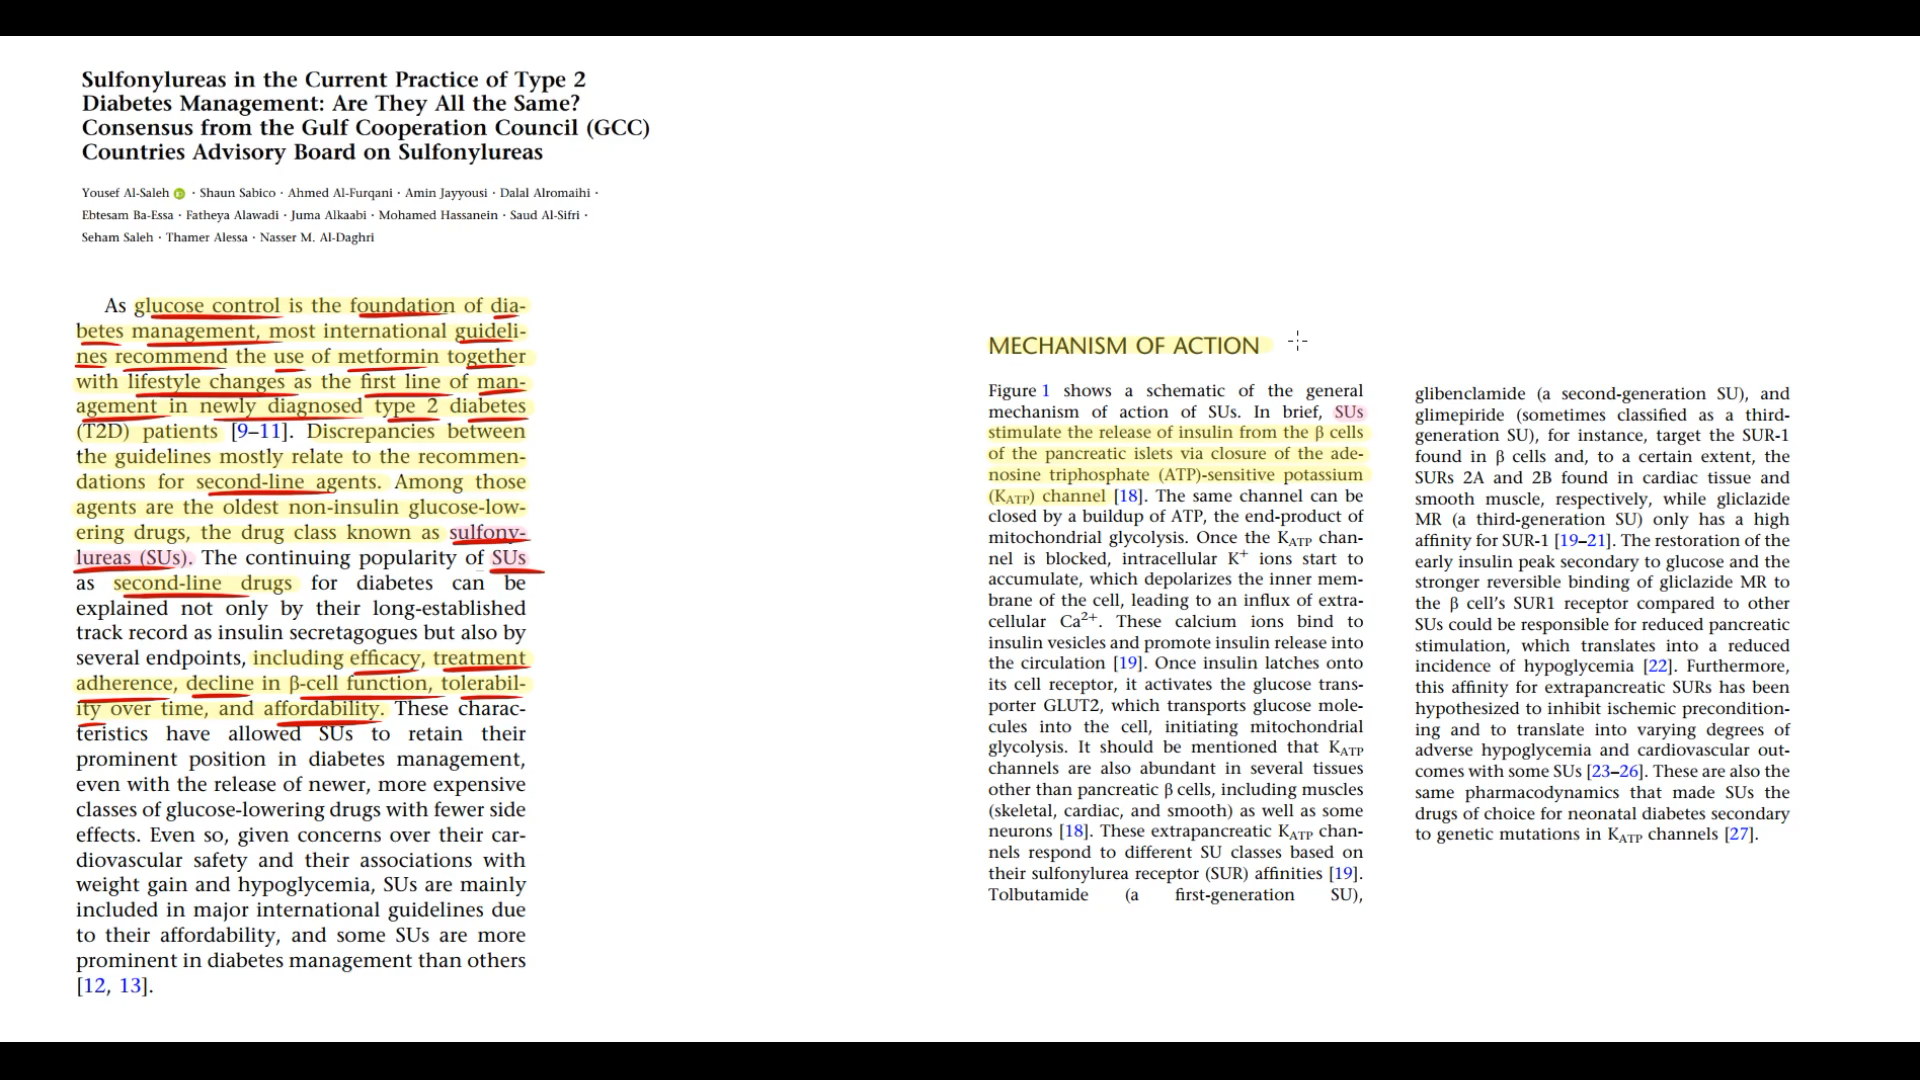 Sulfonylureas in the Current Practice of Type 2
Diabetes Management: Are They All the Same?
Consensus from the Gulf Cooperation Council (GCC)
Countries Advisory Board on Sulfonylureas
Yousef Al-Saleh · Shaun Sabico · Ahmed Al-Furqani · Amin Jayyousi · Dalal Alromaihi ·
Ebtesam Ba-Essa · Fatheya Alawadi · Juma Alkaabi · Mohamed Hassanein · Saud Al-Sifri ·
Seham Saleh · Thamer Alessa · Nasser M. Al-Daghri
As glucose control is the foundation of dia-
betes management, most international guideli-
nes recommend the use of metformin together
with lifestyle changes as the first line of man-
agement in newly diagnosed type 2 diabetes
(T2D) patients [9–11]. Discrepancies between
the guidelines mostly relate to the recommen-
dations for second-line agents. Among those
agents are the oldest non-insulin glucose-low-
ering drugs, the drug class known as sulfony-
lureas (SUs). The continuing popularity of SUs
as second-line drugs for diabetes can be
explained not only by their long-established
track record as insulin secretagogues but also by
several endpoints, including efficacy, treatment
adherence, decline in β-cell function, tolerabil-
ity over time, and affordability. These charac-
teristics have allowed SUs to retain their
prominent position in diabetes management,
even with the release of newer, more expensive
classes of glucose-lowering drugs with fewer side
effects. Even so, given concerns over their car-
diovascular safety and their associations with
weight gain and hypoglycemia, SUs are mainly
included in major international guidelines due
to their affordability, and some SUs are more
prominent in diabetes management than others
[12, 13].
MECHANISM OF ACTION
Figure 1 shows a schematic of the general
mechanism of action of SUs. In brief, SUs
stimulate the release of insulin from the β cells
of the pancreatic islets via closure of the ade-
nosine triphosphate (ATP)-sensitive potassium
(KATP) channel [18]. The same channel can be
closed by a buildup of ATP, the end-product of
mitochondrial glycolysis. Once the KATP chan-
nel is blocked, intracellular K+ ions start to
accumulate, which depolarizes the inner mem-
brane of the cell, leading to an influx of extra-
cellular Ca2+. These calcium ions bind to
insulin vesicles and promote insulin release into
the circulation [19]. Once insulin latches onto
its cell receptor, it activates the glucose trans-
porter GLUT2, which transports glucose mole-
cules into the cell, initiating mitochondrial
glycolysis. It should be mentioned that KATP
channels are also abundant in several tissues
other than pancreatic β cells, including muscles
(skeletal, cardiac, and smooth) as well as some
neurons [18]. These extrapancreatic KATP chan-
nels respond to different SU classes based on
their sulfonylurea receptor (SUR) affinities [19].
Tolbutamide (a first-generation SU),
glibenclamide (a second-generation SU), and
glimepiride (sometimes classified as a third-
generation SU), for instance, target the SUR-1
found in β cells and, to a certain extent, the
SURs 2A and 2B found in cardiac tissue and
smooth muscle, respectively, while gliclazide
MR (a third-generation SU) only has a high
affinity for SUR-1 [19–21]. The restoration of the
early insulin peak secondary to glucose and the
stronger reversible binding of gliclazide MR to
the β cell's SUR1 receptor compared to other
SUs could be responsible for reduced pancreatic
stimulation, which translates into a reduced
incidence of hypoglycemia [22]. Furthermore,
this affinity for extrapancreatic SURs has been
hypothesized to inhibit ischemic precondition-
ing and to translate into varying degrees of
adverse hypoglycemia and cardiovascular out-
comes with some SUs [23–26]. These are also the
same pharmacodynamics that made SUs the
drugs of choice for neonatal diabetes secondary
to genetic mutations in KATP channels [27].